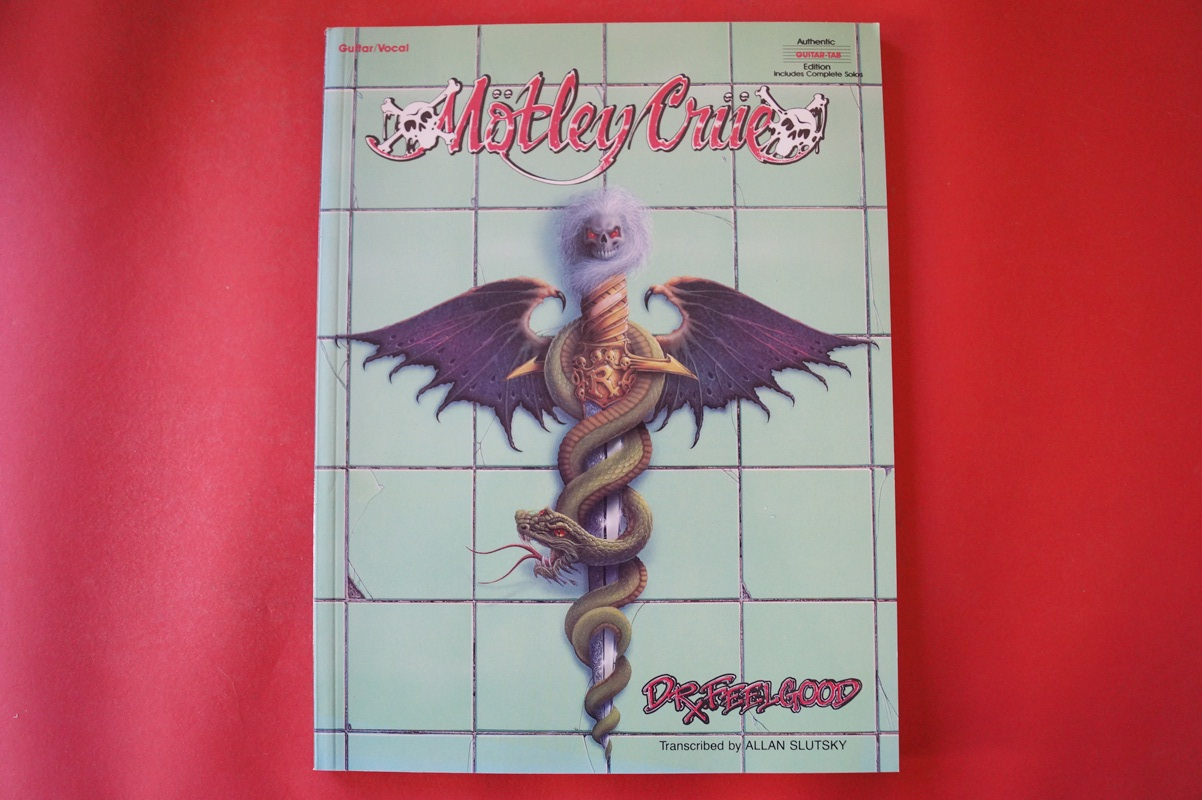 Guitar/Vocal
Authentic
GUITAR-TAB
Edition
Includes Complete Solos
Mötley Crüe
R
Dr. Feelgood
Transcribed by ALLAN SLUTSKY